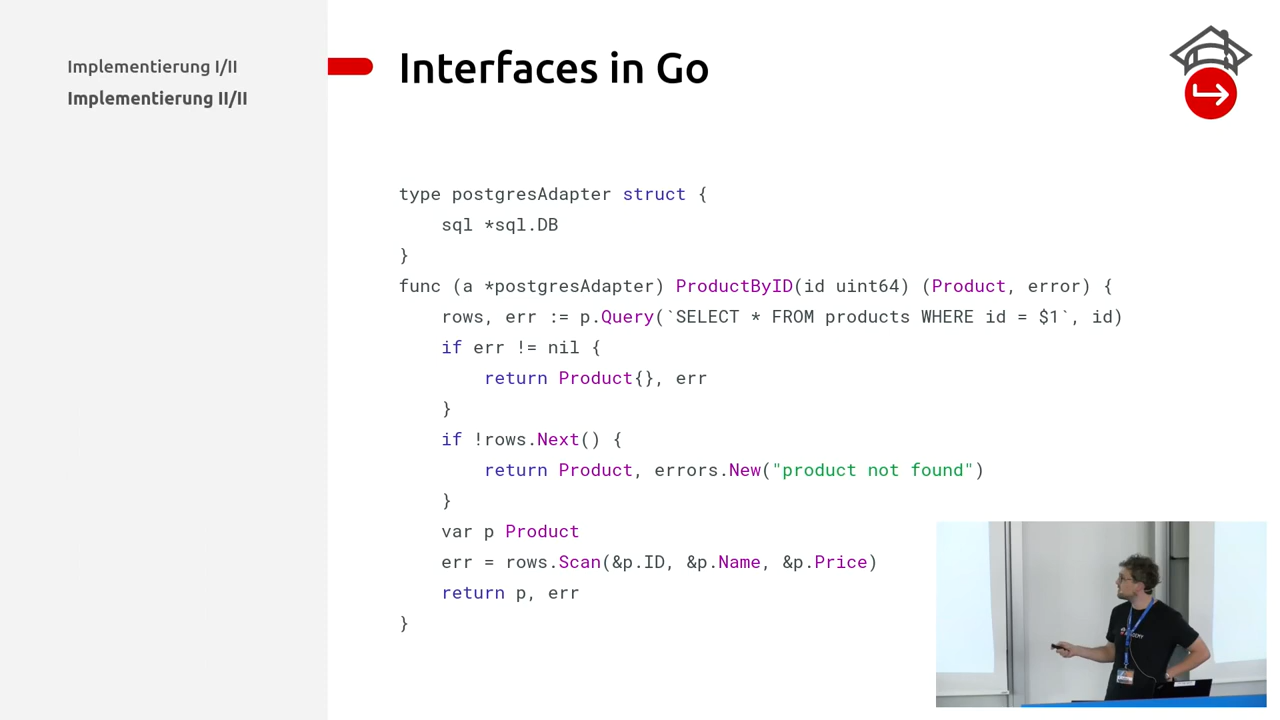 Implementierung I/II
Implementierung II/II
Interfaces in Go
type postgresAdapter struct {
    sql *sql.DB
}
func (a *postgresAdapter) ProductByID(id uint64) (Product, error) {
    rows, err := p.Query(`SELECT * FROM products WHERE id = $1`, id)
    if err != nil {
        return Product{}, err
    }
    if !rows.Next() {
        return Product, errors.New("product not found")
    }
    var p Product
    err = rows.Scan(&p.ID, &p.Name, &p.Price)
    return p, err
}